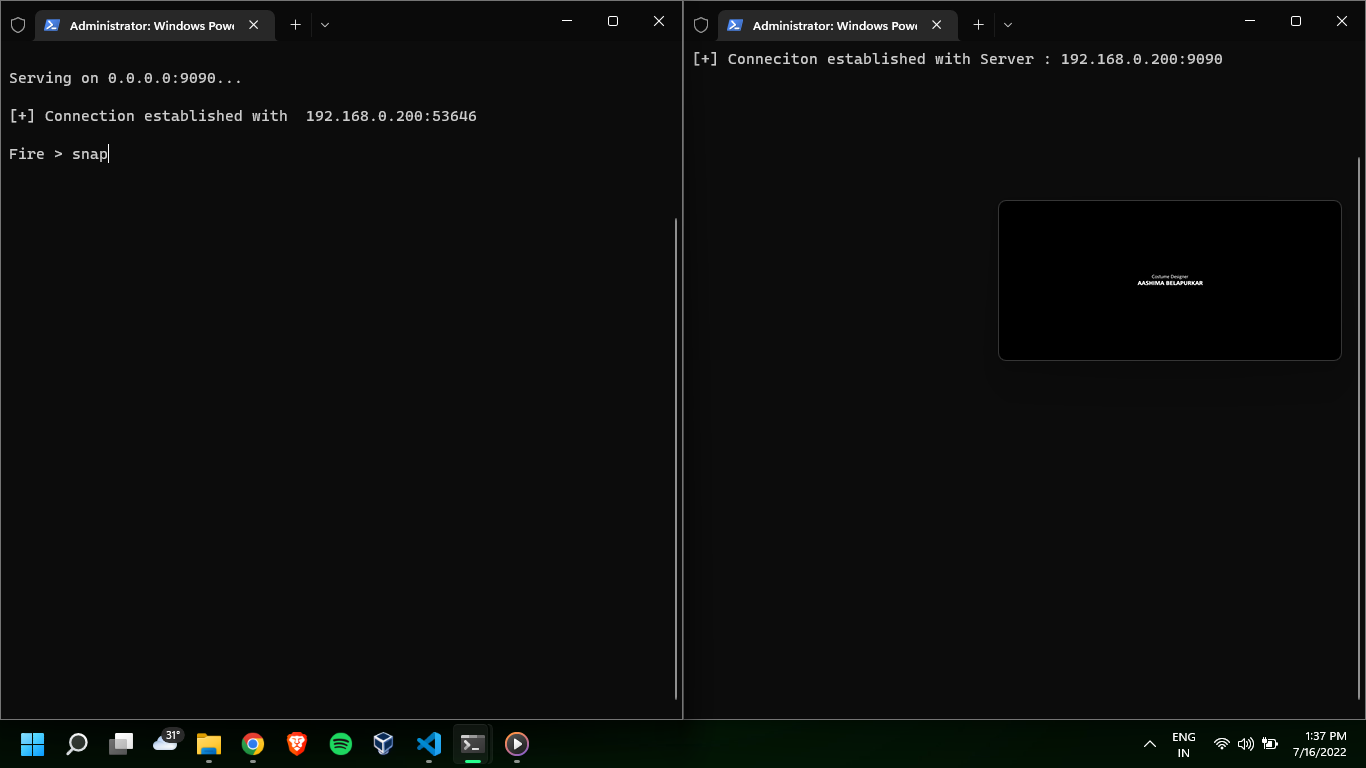 Administrator: Windows Powe
Serving on 0.0.0.0:9090...
[+] Connection established with  192.168.0.200:53646
Fire > snap
Administrator: Windows Powe
[+] Conneciton established with Server : 192.168.0.200:9090
Costume Designer
AASHIMA BELAPURKAR
31°
ENG
IN
1:37 PM
7/16/2022